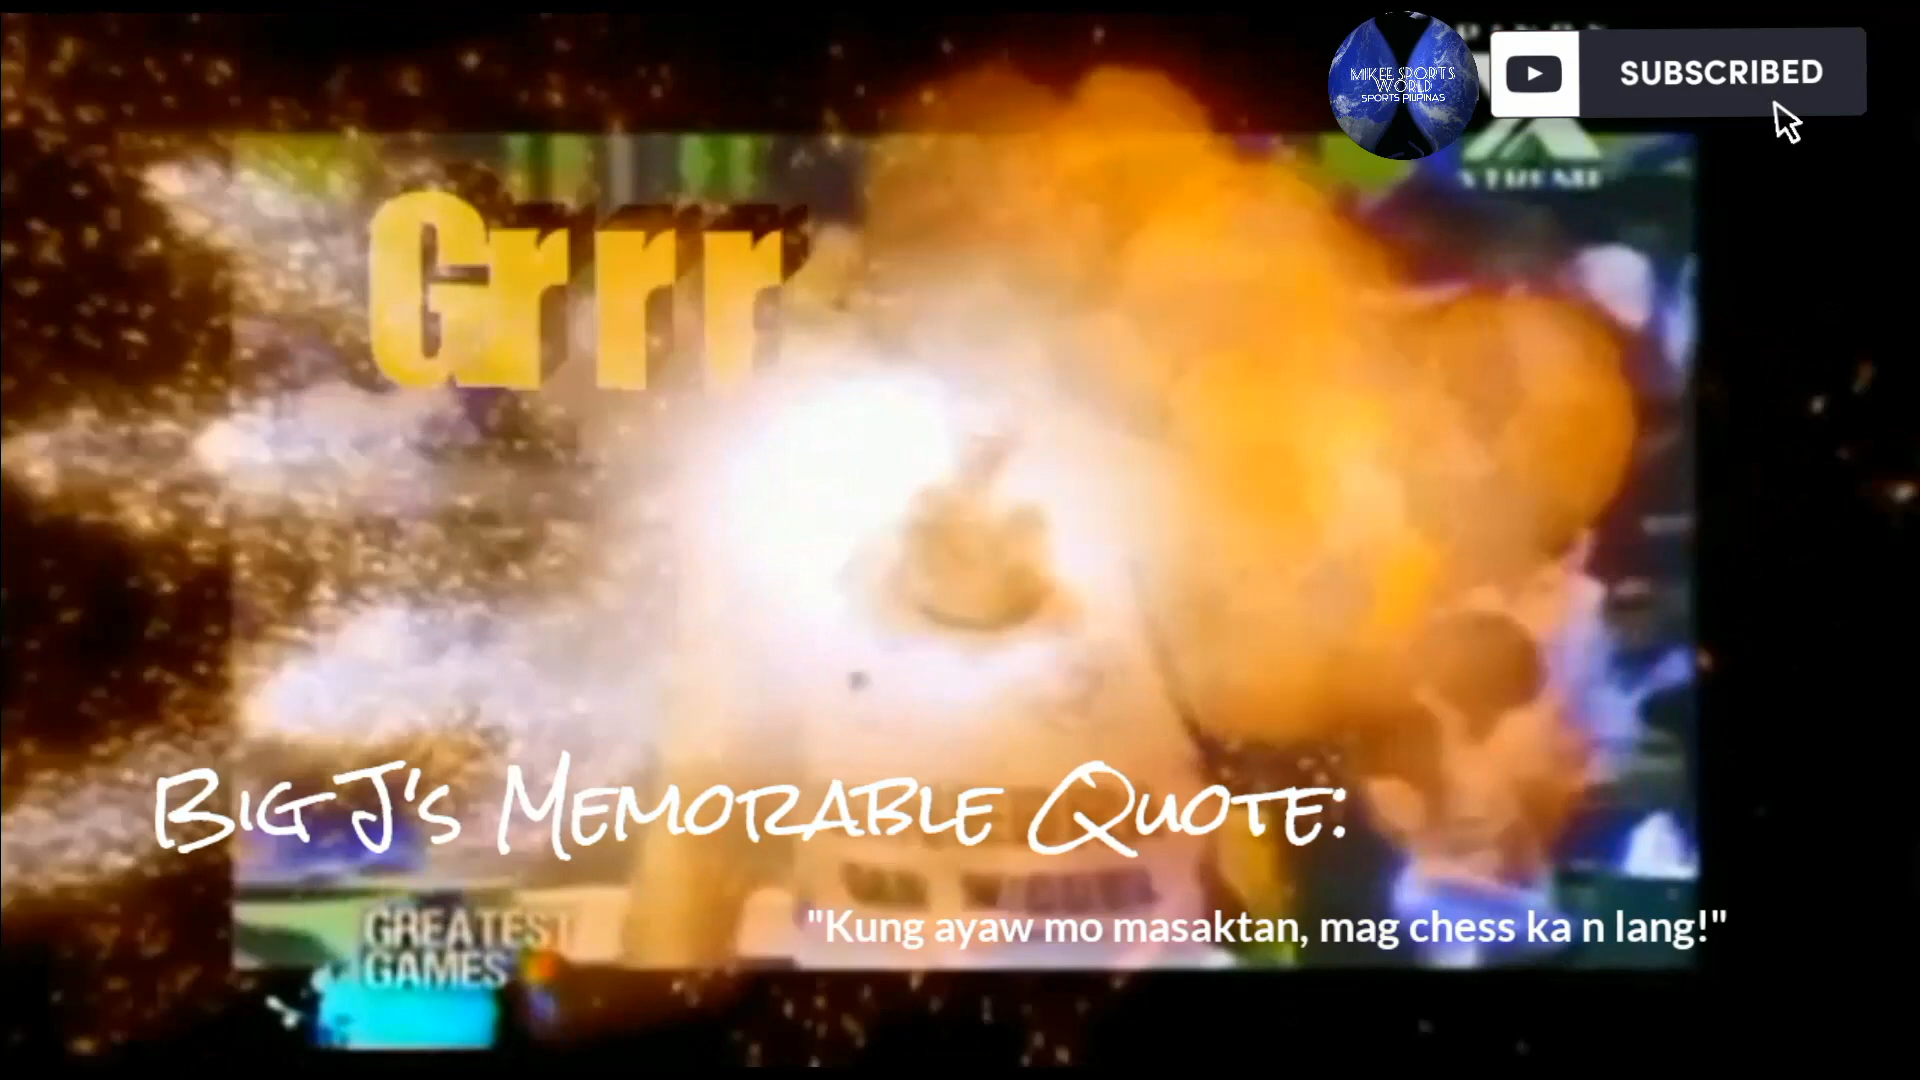 MIKEE SPORTS
WORLD
SPORTS PILIPINAS
SUBSCRIBED
XTREME
Grrr
BIG J'S MEMORABLE QUOTE:
GREATEST
GAMES
"Kung ayaw mo masaktan, mag chess ka n lang!"